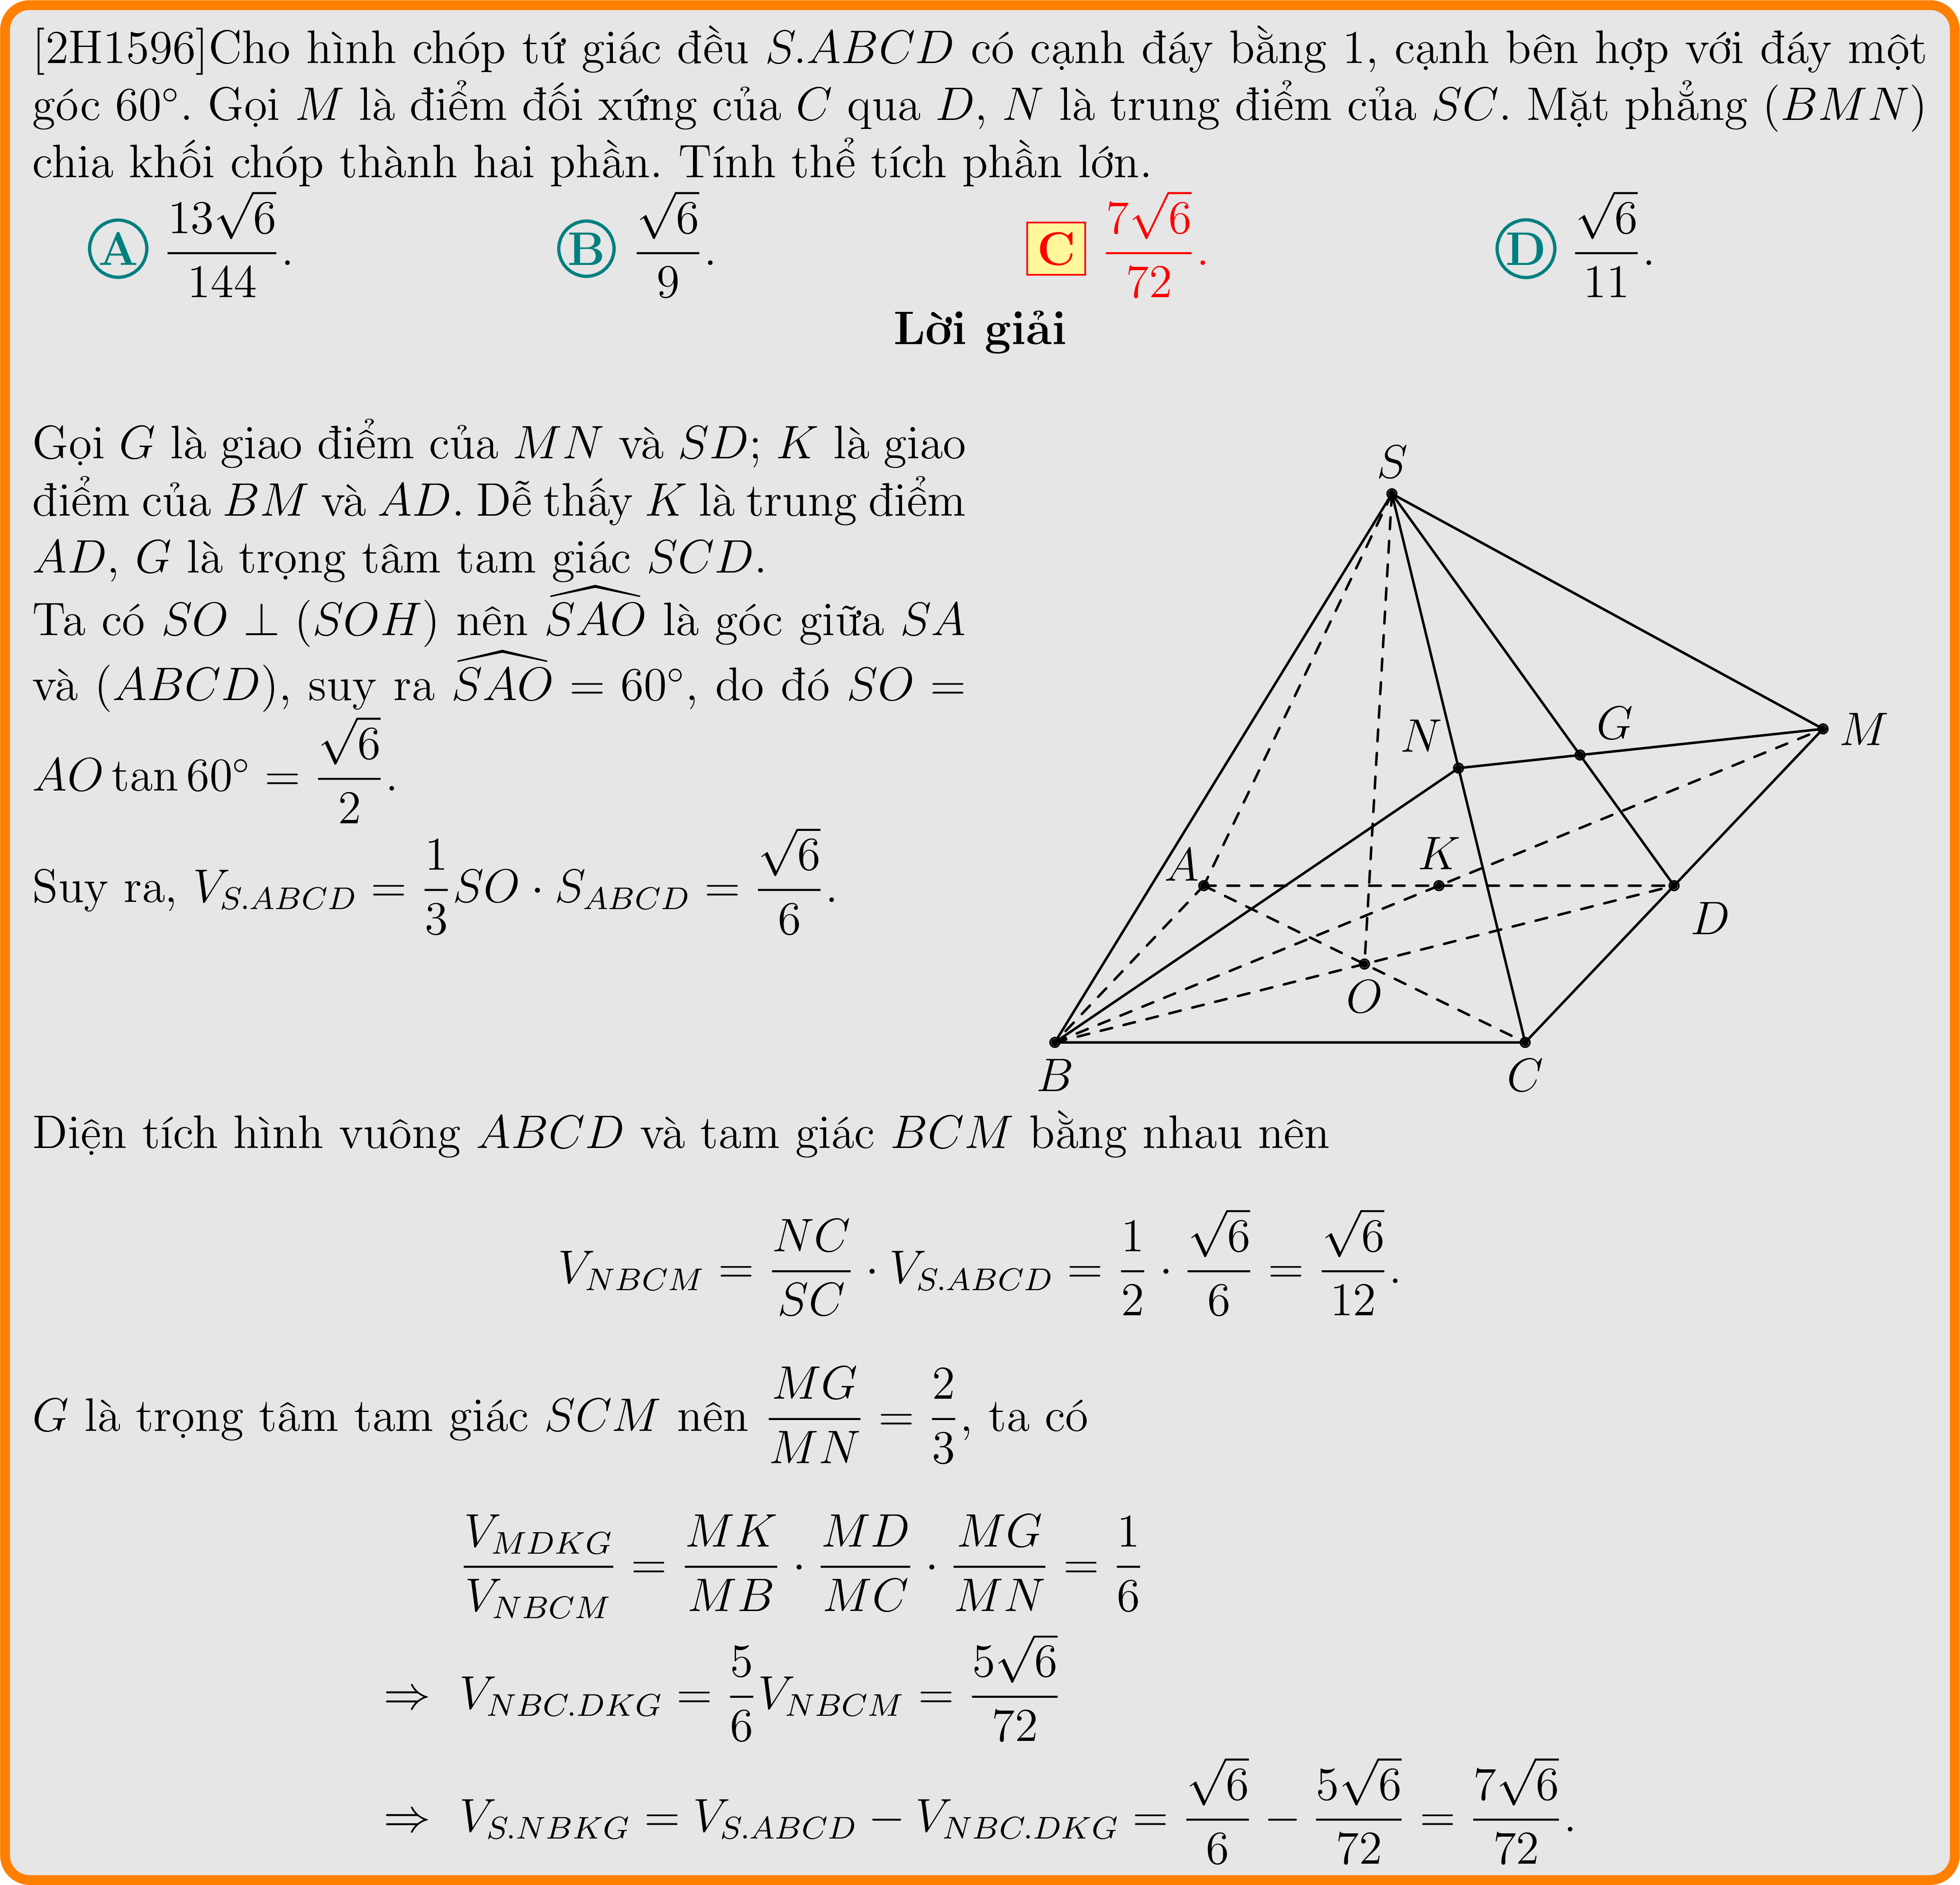 [2H1596]Cho hình chóp tứ giác đều S.ABCD có cạnh đáy bằng 1, cạnh bên hợp với đáy một
góc 60°. Gọi M là điểm đối xứng của C qua D, N là trung điểm của SC. Mặt phẳng (BMN)
chia khối chóp thành hai phần. Tính thể tích phần lớn.
A \frac{13\sqrt{6}}{144}. B \frac{\sqrt{6}}{9}. C \frac{7\sqrt{6}}{72}. D \frac{\sqrt{6}}{11}.
Lời giải
Gọi G là giao điểm của MN và SD; K là giao
điểm của BM và AD. Dễ thấy K là trung điểm
AD, G là trọng tâm tam giác SCD.
Ta có SO ⊥ (SOH) nên \widehat{SAO} là góc giữa SA
và (ABCD), suy ra \widehat{SAO} = 60°, do đó SO =
AO tan 60° = \frac{\sqrt{6}}{2}.
Suy ra, V_{S.ABCD} = \frac{1}{3}SO · S_{ABCD} = \frac{\sqrt{6}}{6}.
S
M
G
N
K
A
D
O
B
C
Diện tích hình vuông ABCD và tam giác BCM bằng nhau nên
V_{NBCM} = \frac{NC}{SC} · V_{S.ABCD} = \frac{1}{2} · \frac{\sqrt{6}}{6} = \frac{\sqrt{6}}{12}.
G là trọng tâm tam giác SCM nên \frac{MG}{MN} = \frac{2}{3}, ta có
\frac{V_{MDKG}}{V_{NBCM}} = \frac{MK}{MB} · \frac{MD}{MC} · \frac{MG}{MN} = \frac{1}{6}
⇒ V_{NBC.DKG} = \frac{5}{6}V_{NBCM} = \frac{5\sqrt{6}}{72}
⇒ V_{S.NBKG} = V_{S.ABCD} − V_{NBC.DKG} = \frac{\sqrt{6}}{6} − \frac{5\sqrt{6}}{72} = \frac{7\sqrt{6}}{72}.